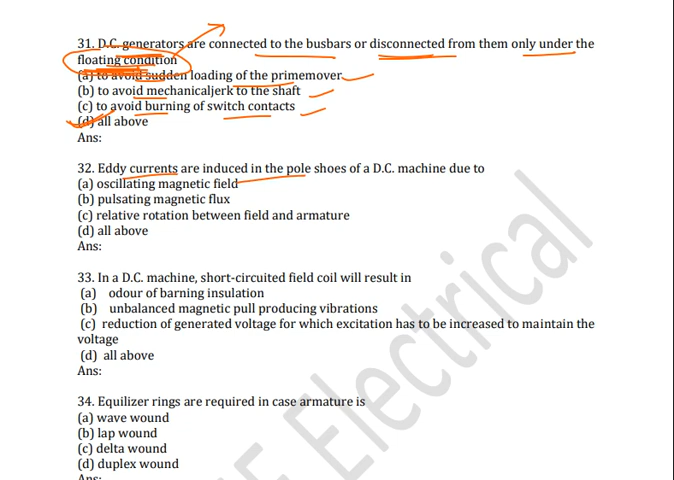 31. D.C. generators are connected to the busbars or disconnected from them only under the
floating condition
(a) to avoid sudden loading of the primemover
(b) to avoid mechanicaljerk to the shaft
(c) to avoid burning of switch contacts
(d) all above
Ans:
32. Eddy currents are induced in the pole shoes of a D.C. machine due to
(a) oscillating magnetic field
(b) pulsating magnetic flux
(c) relative rotation between field and armature
(d) all above
Ans:
33. In a D.C. machine, short-circuited field coil will result in
(a) odour of barning insulation
(b) unbalanced magnetic pull producing vibrations
(c) reduction of generated voltage for which excitation has to be increased to maintain the
voltage
(d) all above
Ans:
34. Equilizer rings are required in case armature is
(a) wave wound
(b) lap wound
(c) delta wound
(d) duplex wound
Ans:
E Electrical